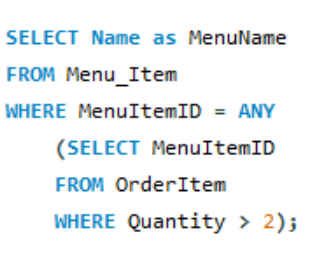 SELECT Name as MenuName
FROM Menu_Item
WHERE MenuItemID = ANY
(SELECT MenuItemID
FROM OrderItem
WHERE Quantity > 2);